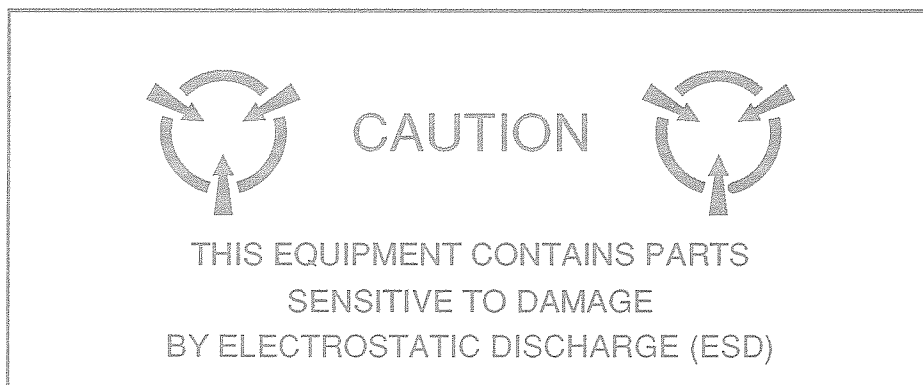 CAUTION
THIS EQUIPMENT CONTAINS PARTS
SENSITIVE TO DAMAGE
BY ELECTROSTATIC DISCHARGE (ESD)